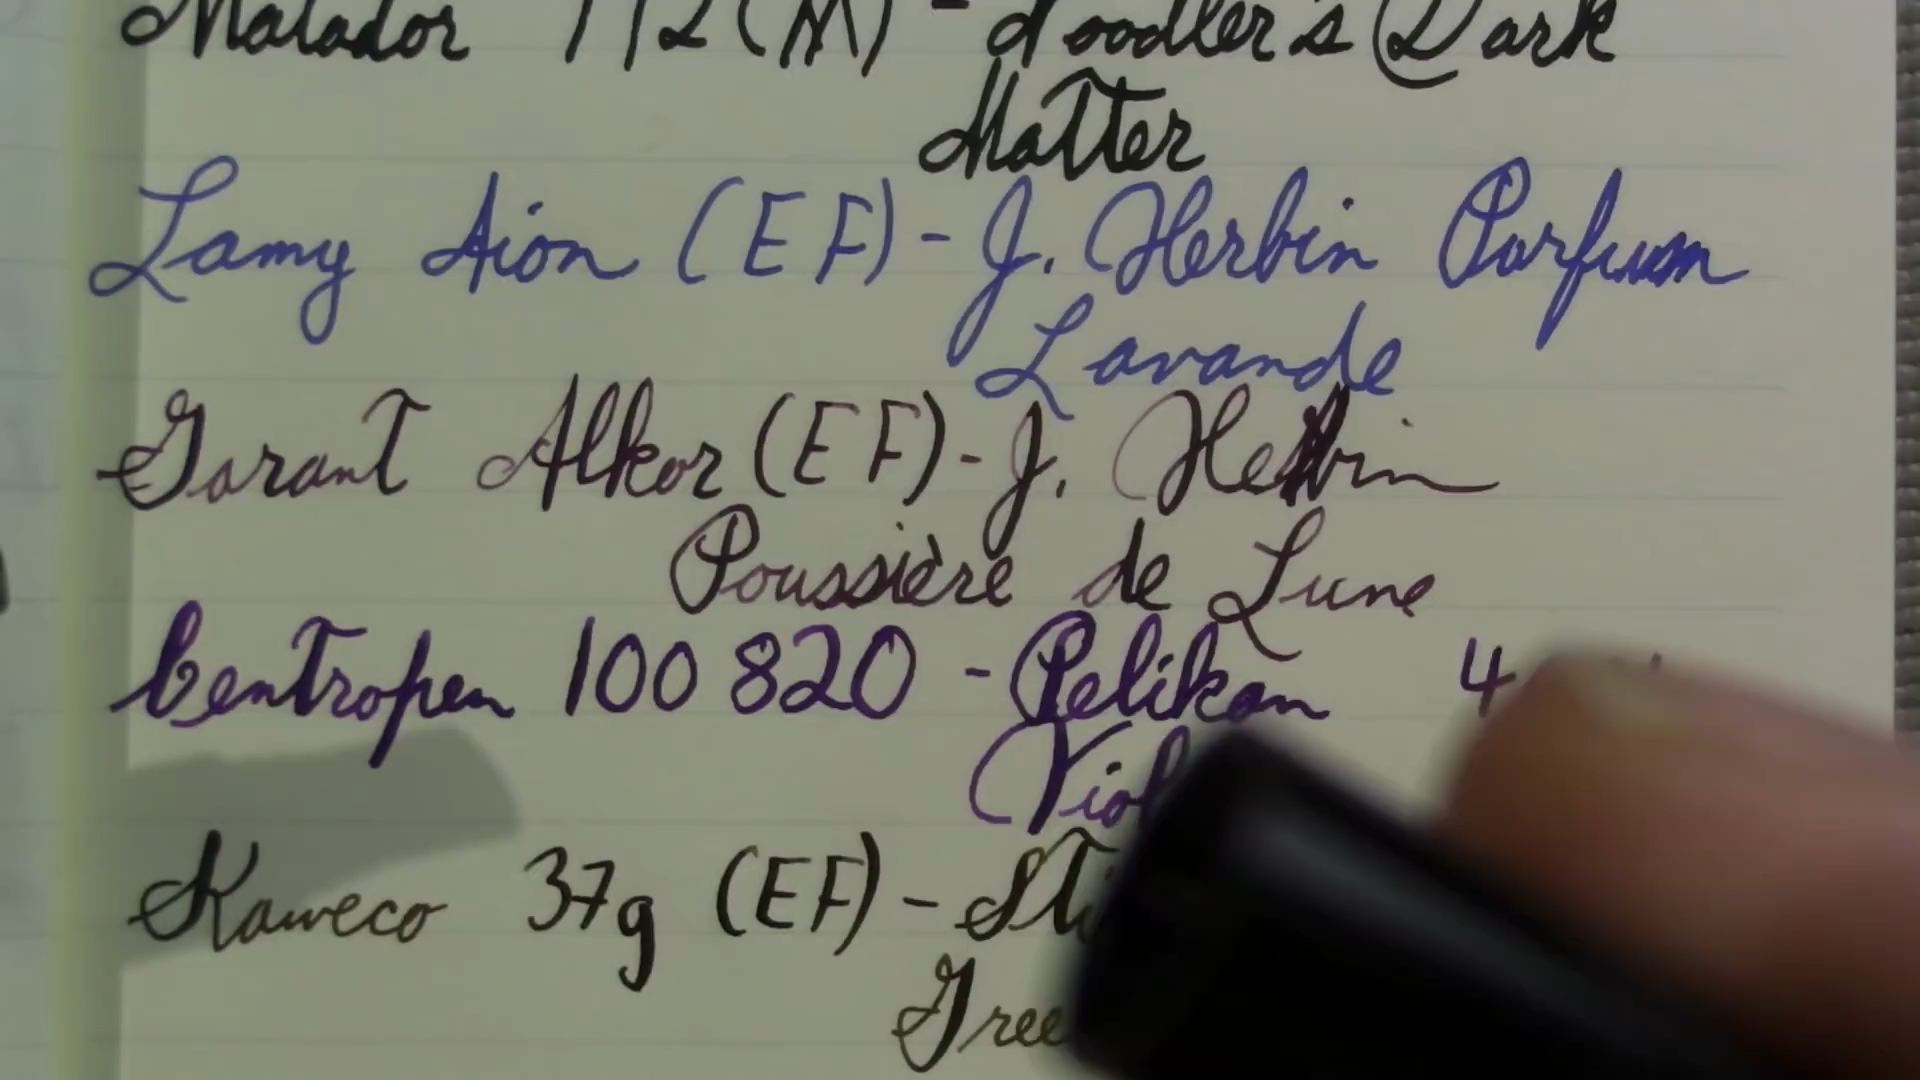 Matador 112 (M) - Noodler's Dark
Matter
Lamy Aion (EF) - J. Herbin Parfum
Lavande
Garant Alkor (EF) - J. Herbin
Poussière de Lune
Centropen 100 820 - Pelikan 4
Kaweco 37g (EF) -